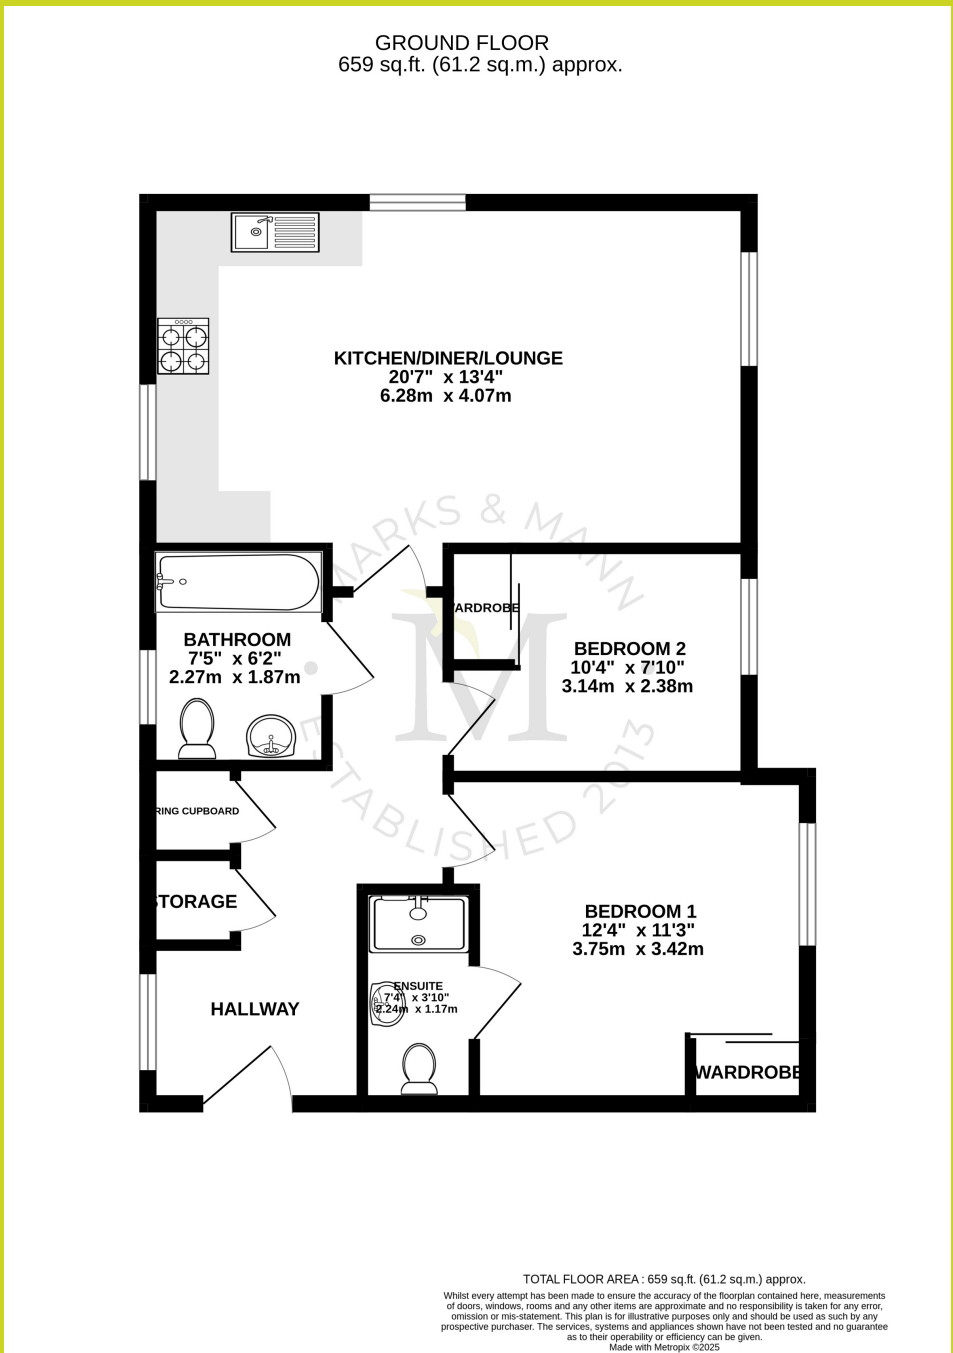 GROUND FLOOR
659 sq.ft. (61.2 sq.m.) approx.
KITCHEN/DINER/LOUNGE
20'7" x 13'4"
6.28m x 4.07m
MARKS & MANN
WARDROBE
BATHROOM
7'5" x 6'2"
2.27m x 1.87m
BEDROOM 2
10'4" x 7'10"
3.14m x 2.38m
M
ESTABLISHED 2013
RING CUPBOARD
STORAGE
BEDROOM 1
12'4" x 11'3"
3.75m x 3.42m
ENSUITE
7'4" x 3'10"
2.24m x 1.17m
HALLWAY
WARDROBE
TOTAL FLOOR AREA : 659 sq.ft. (61.2 sq.m.) approx.
Whilst every attempt has been made to ensure the accuracy of the floorplan contained here, measurements
of doors, windows, rooms and any other items are approximate and no responsibility is taken for any error,
omission or mis-statement. This plan is for illustrative purposes only and should be used as such by any
prospective purchaser. The services, systems and appliances shown have not been tested and no guarantee
as to their operability or efficiency can be given.
Made with Metropix ©2025